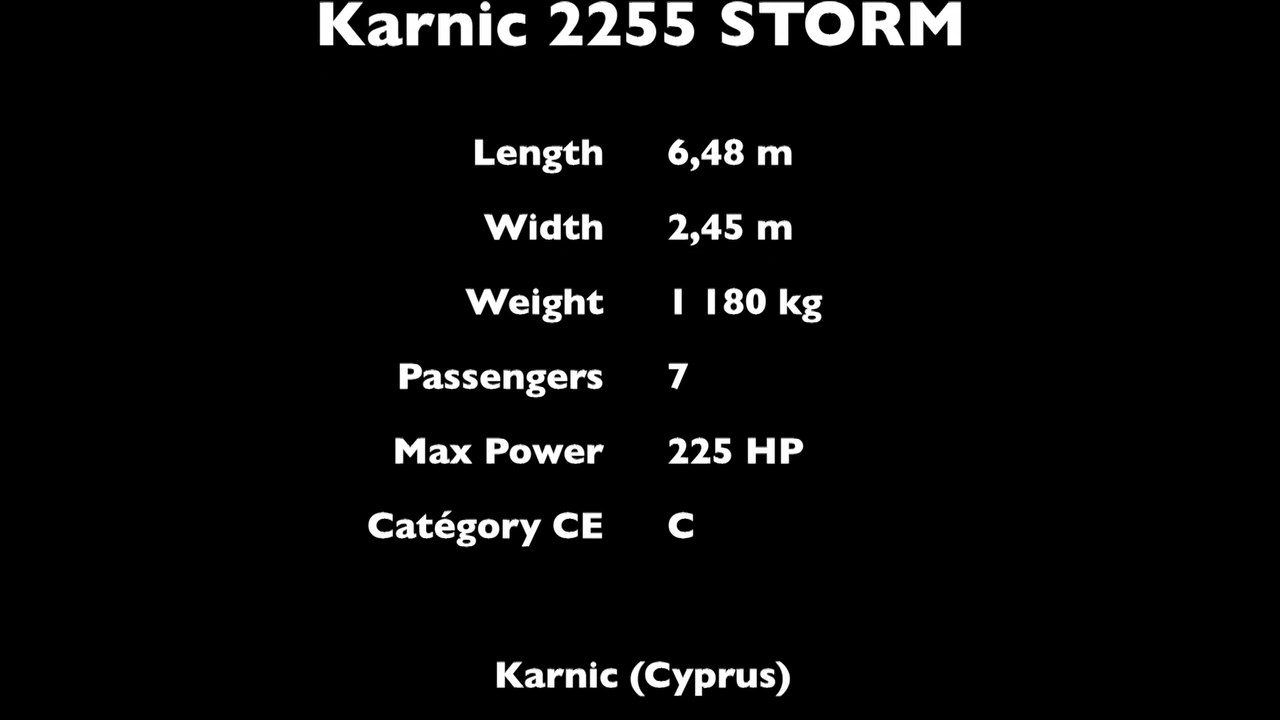 Karnic 2255 STORM
Length 6,48 m
Width 2,45 m
Weight 1 180 kg
Passengers 7
Max Power 225 HP
Catégory CE C
Karnic (Cyprus)